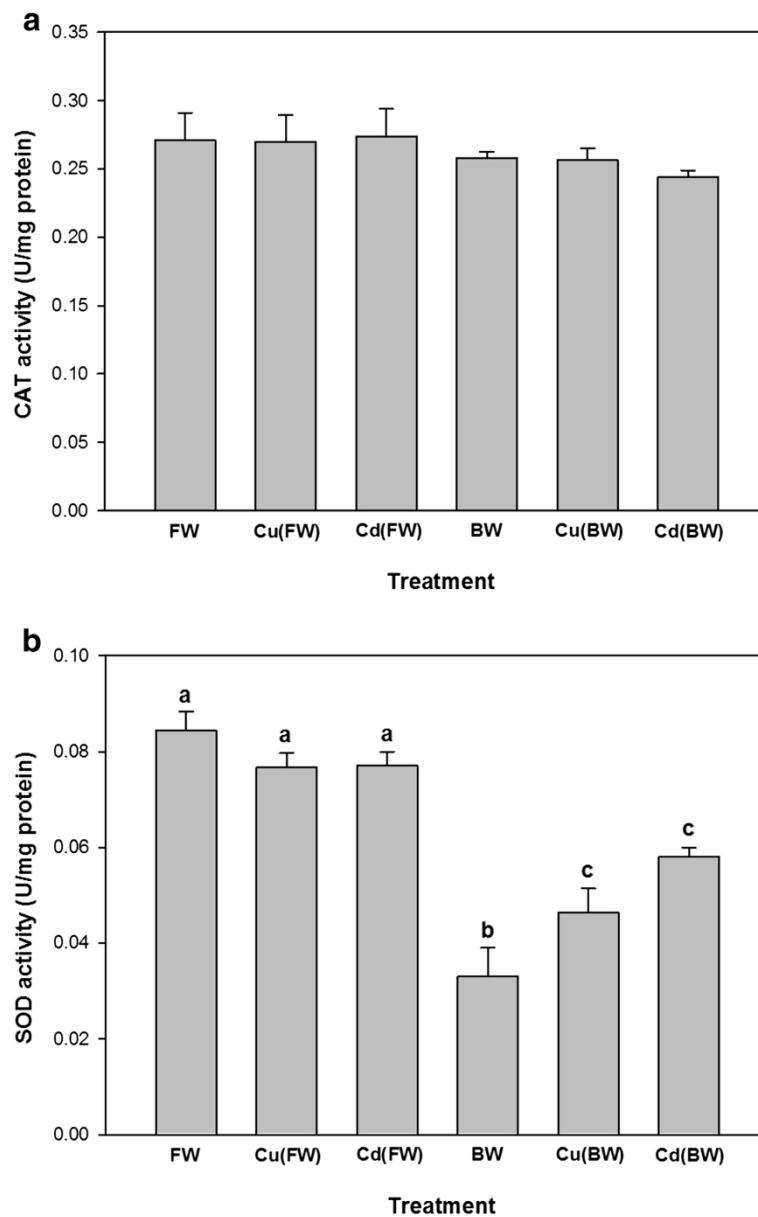 a
CAT activity (U/mg protein)
0.35
0.30
0.25
0.20
0.15
0.10
0.05
0.00
FW Cu(FW) Cd(FW) BW Cu(BW) Cd(BW)
Treatment
b
SOD activity (U/mg protein)
0.10
0.08
0.06
0.04
0.02
0.00
a a a b c c
FW Cu(FW) Cd(FW) BW Cu(BW) Cd(BW)
Treatment